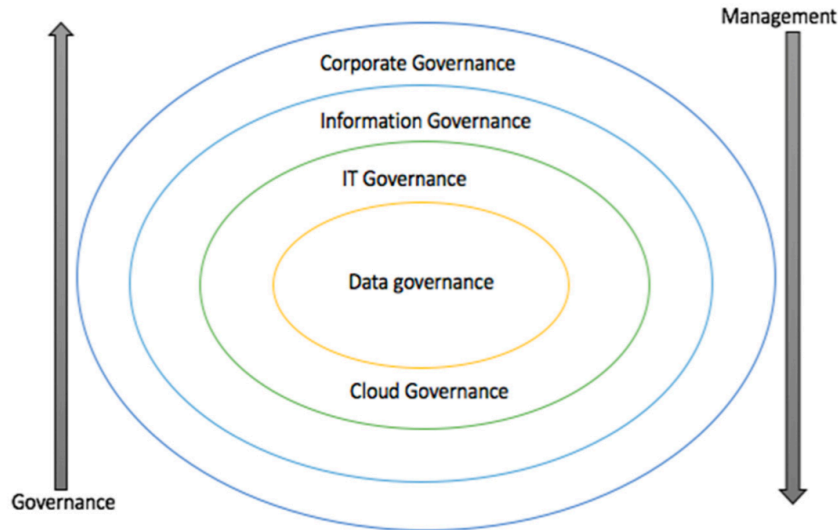 Management
Corporate Governance
Information Governance
IT Governance
Data governance
Cloud Governance
Governance